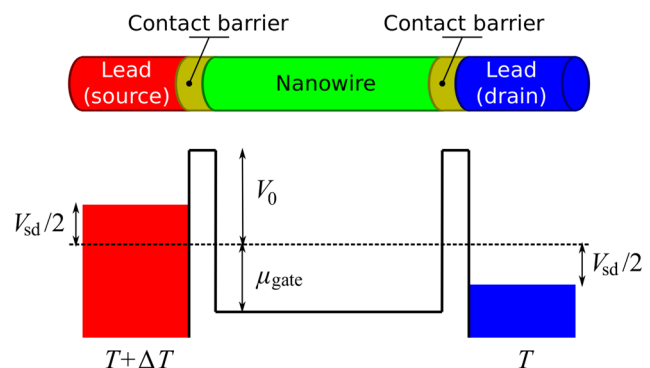 Contact barrier
Contact barrier
Lead
(source)
Nanowire
Lead
(drain)
V₀
Vsd/2
Vsd/2
μgate
T+ΔT
T